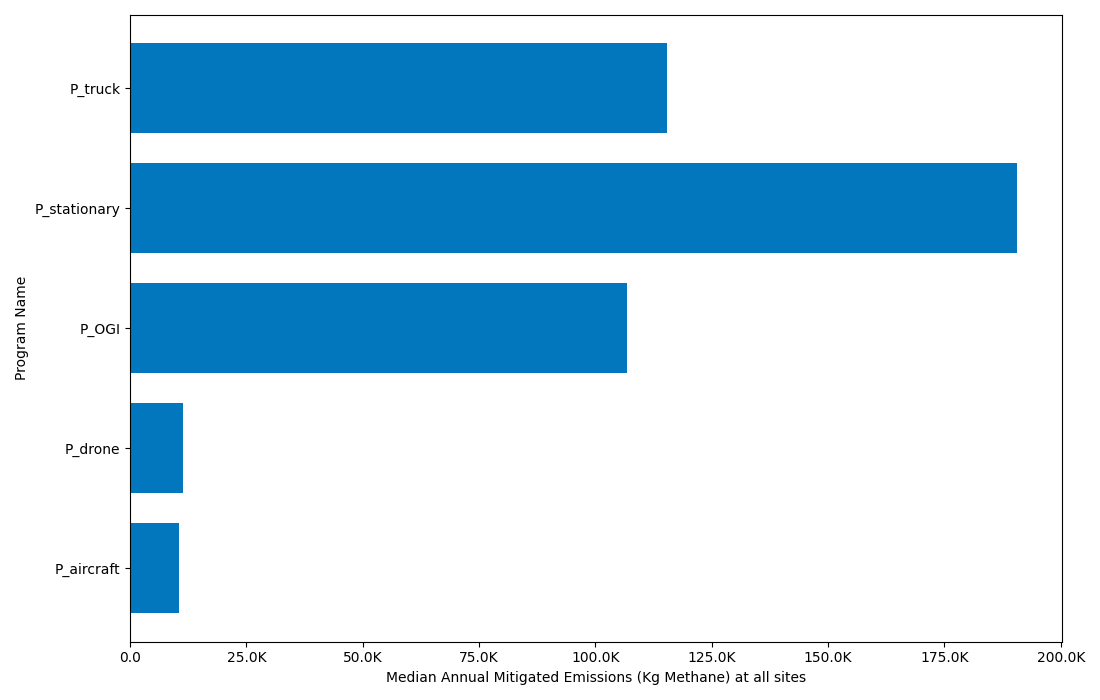 P_truck
P_stationary
P_OGI
P_drone
P_aircraft
Program Name
0.0 25.0K 50.0K 75.0K 100.0K 125.0K 150.0K 175.0K 200.0K
Median Annual Mitigated Emissions (Kg Methane) at all sites